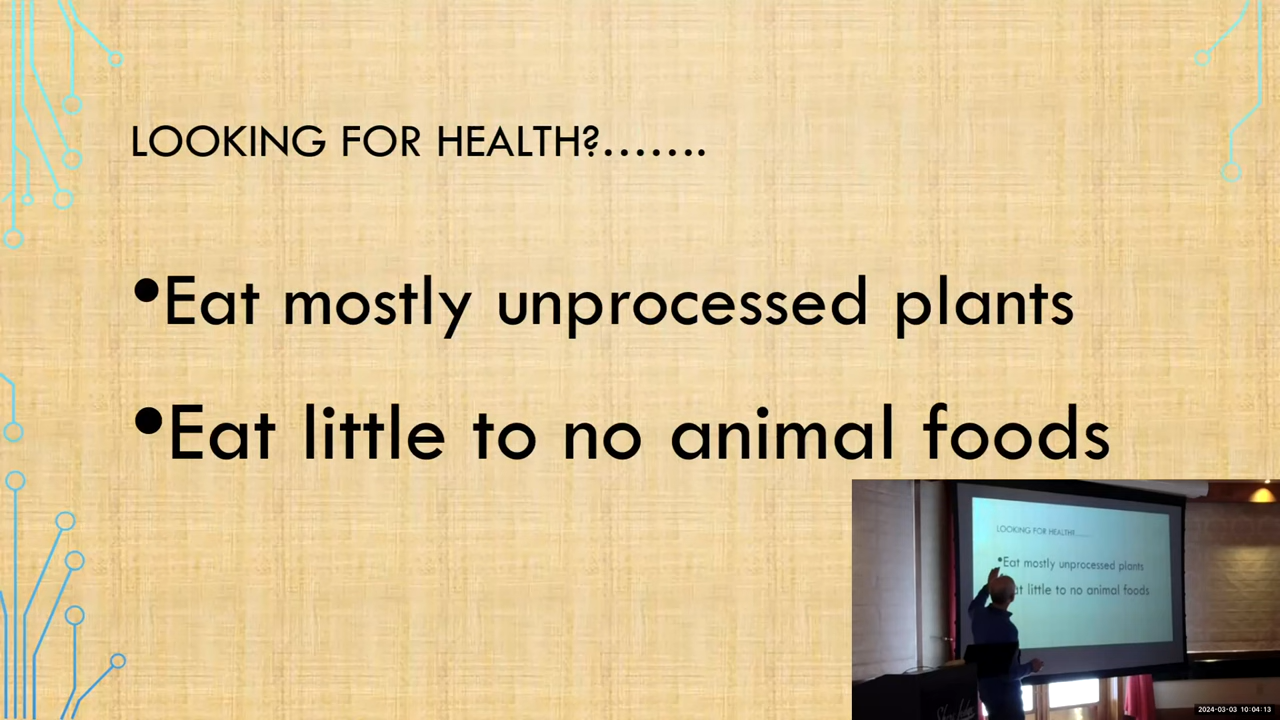 LOOKING FOR HEALTH?.......
•Eat mostly unprocessed plants
•Eat little to no animal foods
LOOKING FOR HEALTH?.......
•Eat mostly unprocessed plants
at little to no animal foods
2024-03-03 10:04:13